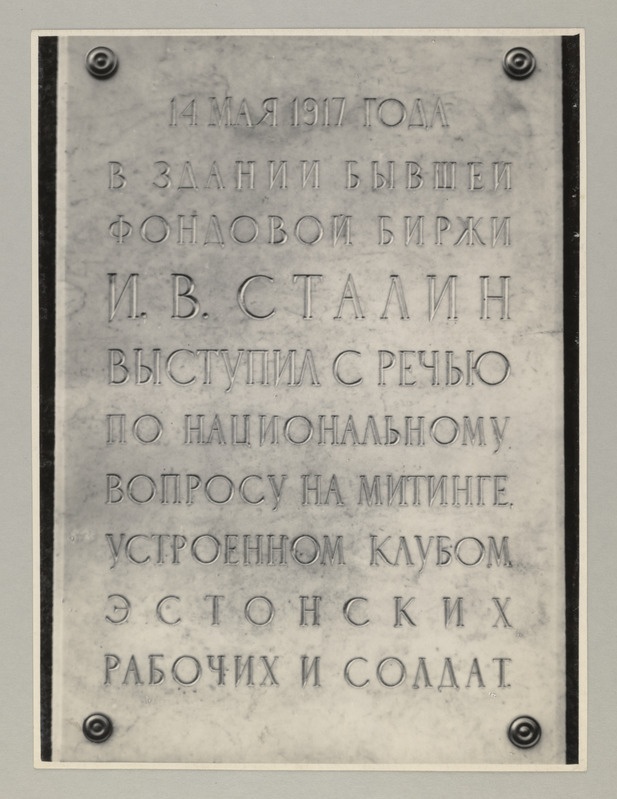 14 МАЯ 1917 ГОДА
В ЗДАНИИ БЫВШЕЙ
ФОНДОВОЙ БИРЖИ
И. В. СТАЛИН
ВЫСТУПИЛ С РЕЧЬЮ
ПО НАЦИОНАЛЬНОМУ
ВОПРОСУ НА МИТИНГЕ,
УСТРОЕННОМ КЛУБОМ
ЭСТОНСКИХ
РАБОЧИХ И СОЛДАТ.